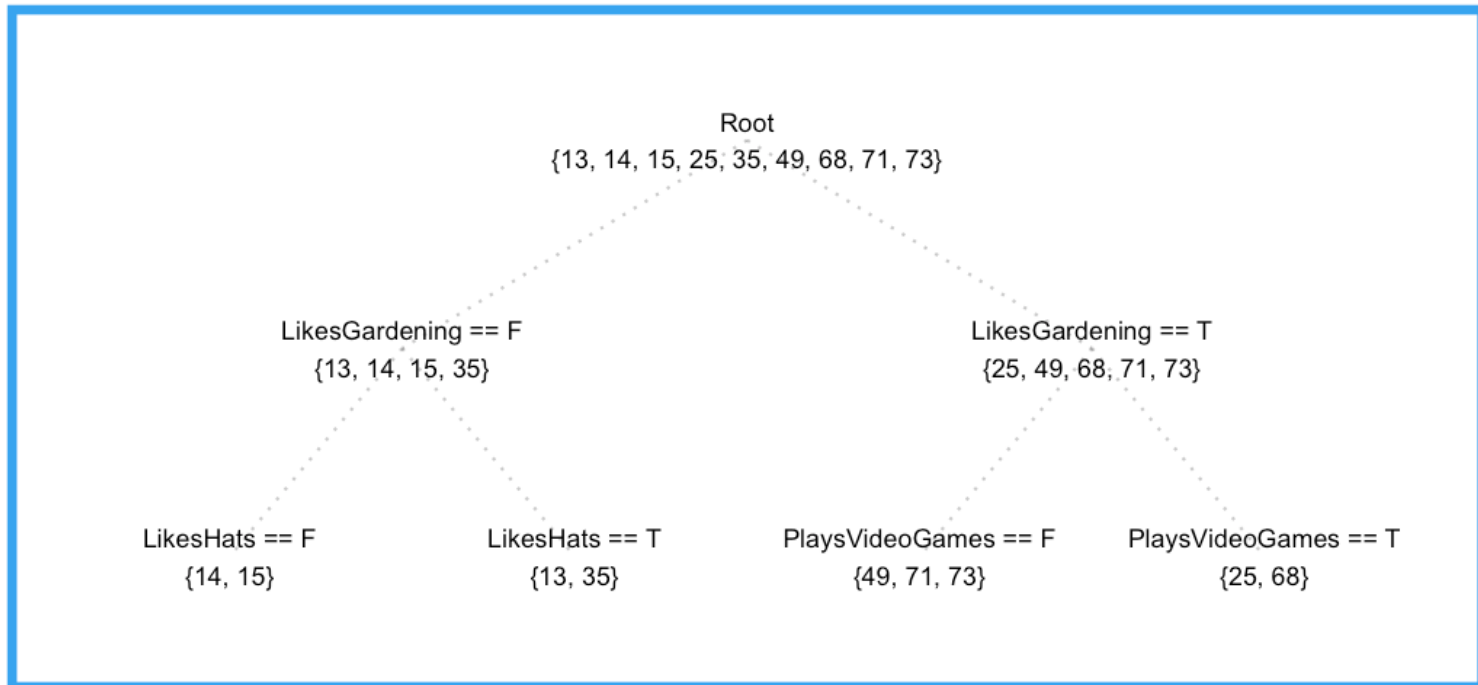 Root
{13, 14, 15, 25, 35, 49, 68, 71, 73}
LikesGardening == F
{13, 14, 15, 35}
LikesGardening == T
{25, 49, 68, 71, 73}
LikesHats == F
{14, 15}
LikesHats == T
{13, 35}
PlaysVideoGames == F
{49, 71, 73}
PlaysVideoGames == T
{25, 68}